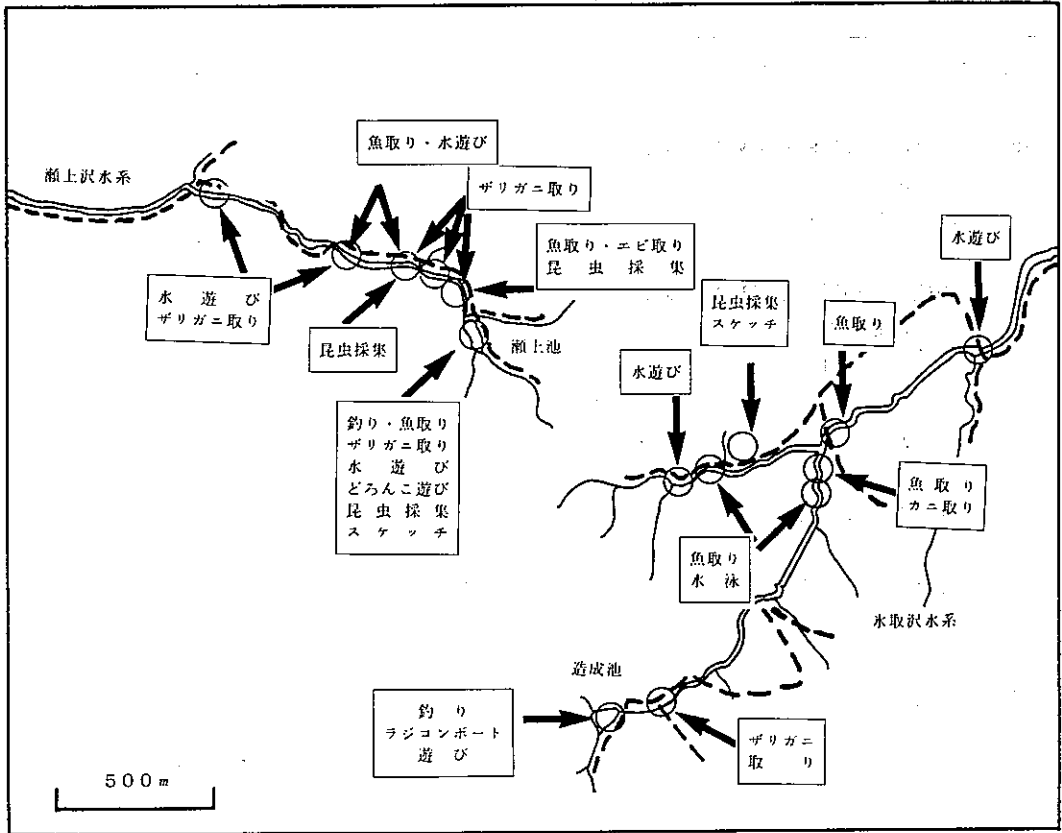 魚取り・水遊び
瀬上沢水系
ザリガニ取り
魚取り・エビ取り
昆虫採集
水遊び
水遊び
ザリガニ取り
昆虫採集
スケッチ
魚取り
昆虫採集
瀬上池
水遊び
釣り・魚取り
ザリガニ取り
水遊び
どろんこ遊び
昆虫採集
スケッチ
魚取り
カニ取り
魚取り
水泳
氷取沢水系
造成池
釣り
ラジコンボート
遊び
ザリガニ
取り
500m